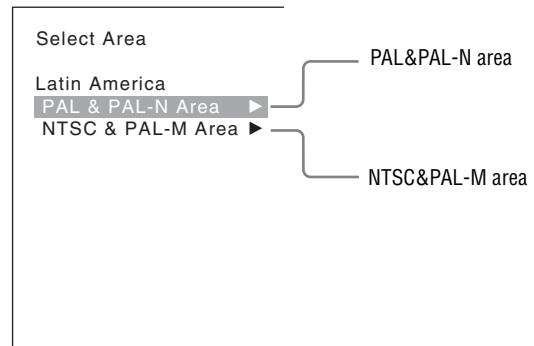 Select Area
Latin America
PAL & PAL-N Area ►
NTSC & PAL-M Area ►
PAL&PAL-N area
NTSC&PAL-M area